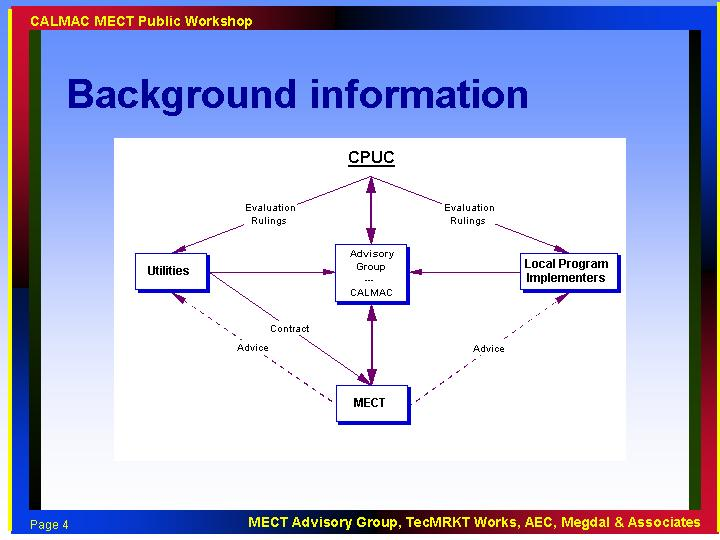 CALMAC MECT Public Workshop
Background information
CPUC
Evaluation
Rulings
Evaluation
Rulings
Utilities
Advisory
Group
---
CALMAC
Local Program
Implementers
Contract
Advice
Advice
MECT
Page 4
MECT Advisory Group, TecMRKT Works, AEC, Megdal & Associates